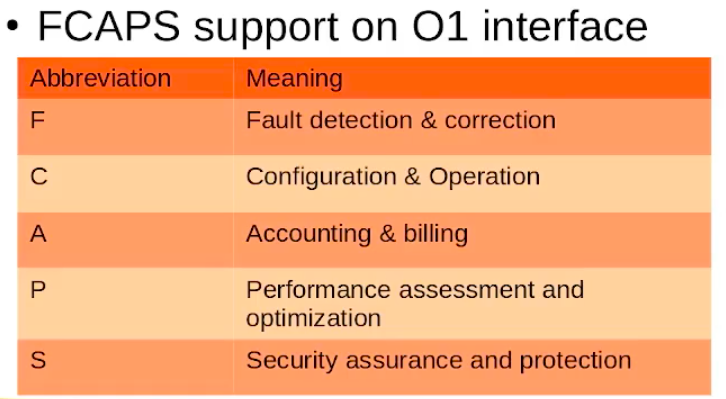 • FCAPS support on O1 interface
Abbreviation Meaning
F Fault detection & correction
C Configuration & Operation
A Accounting & billing
P Performance assessment and
optimization
S Security assurance and protection